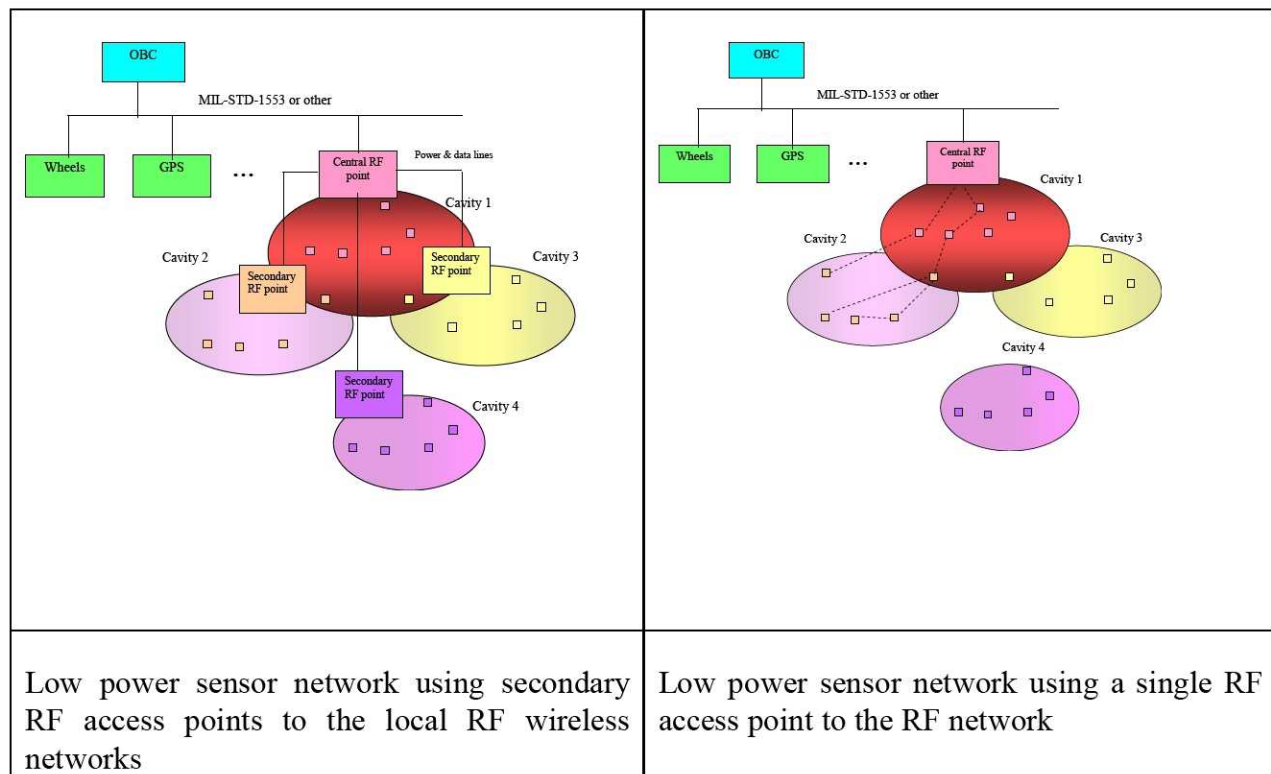 OBC
MIL-STD-1553 or other
Wheels
GPS
...
Central RF
point
Power & data lines
Cavity 1
Cavity 2
Secondary
RF point
Secondary
RF point
Cavity 3
Secondary
RF point
Cavity 4
Low power sensor network using secondary
RF access points to the local RF wireless
networks
OBC
MIL-STD-1553 or other
Wheels
GPS
...
Central RF
point
Cavity 1
Cavity 2
Cavity 3
Cavity 4
Low power sensor network using a single RF
access point to the RF network